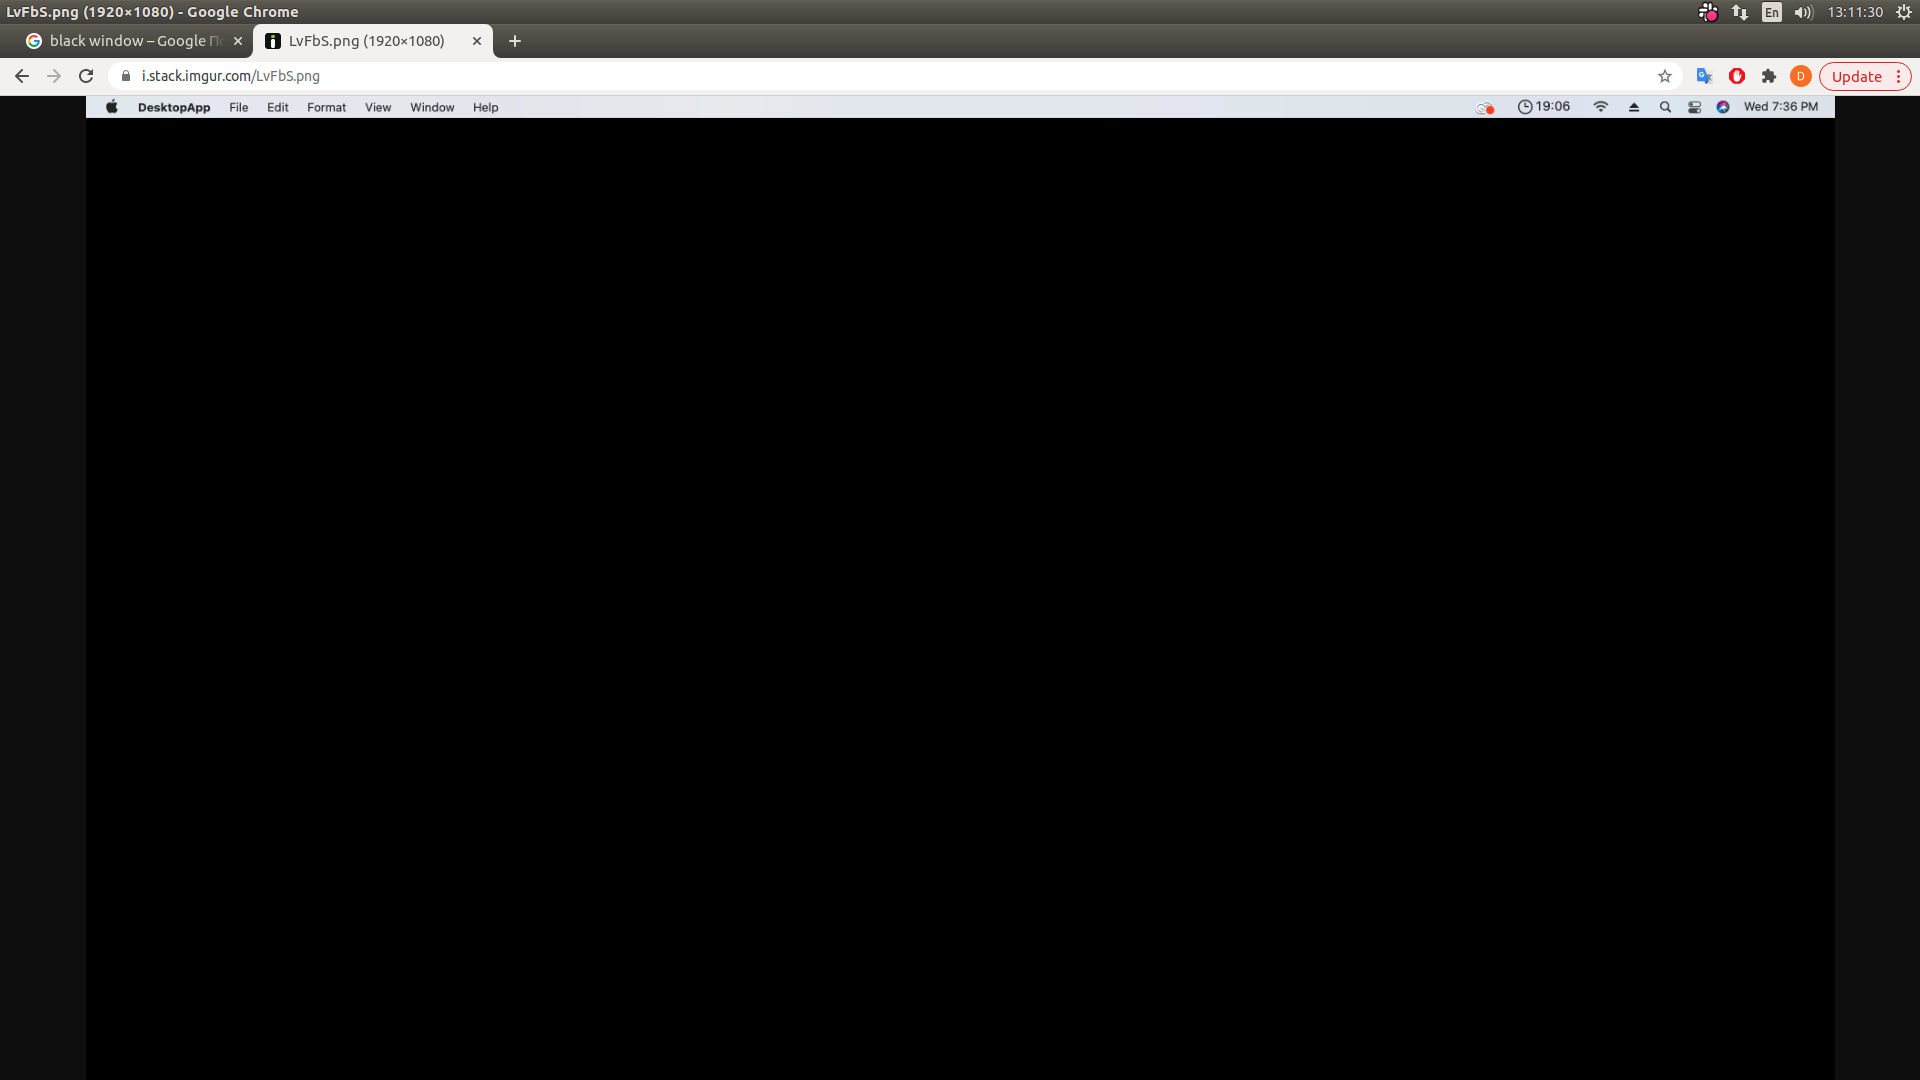 LvFbS.png (1920×1080) - Google Chrome
En
13:11:30
black window – Google
LvFbS.png (1920×1080)
i.stack.imgur.com/LvFbS.png
D
Update
DesktopApp File Edit Format View Window Help
19:06
Wed 7:36 PM